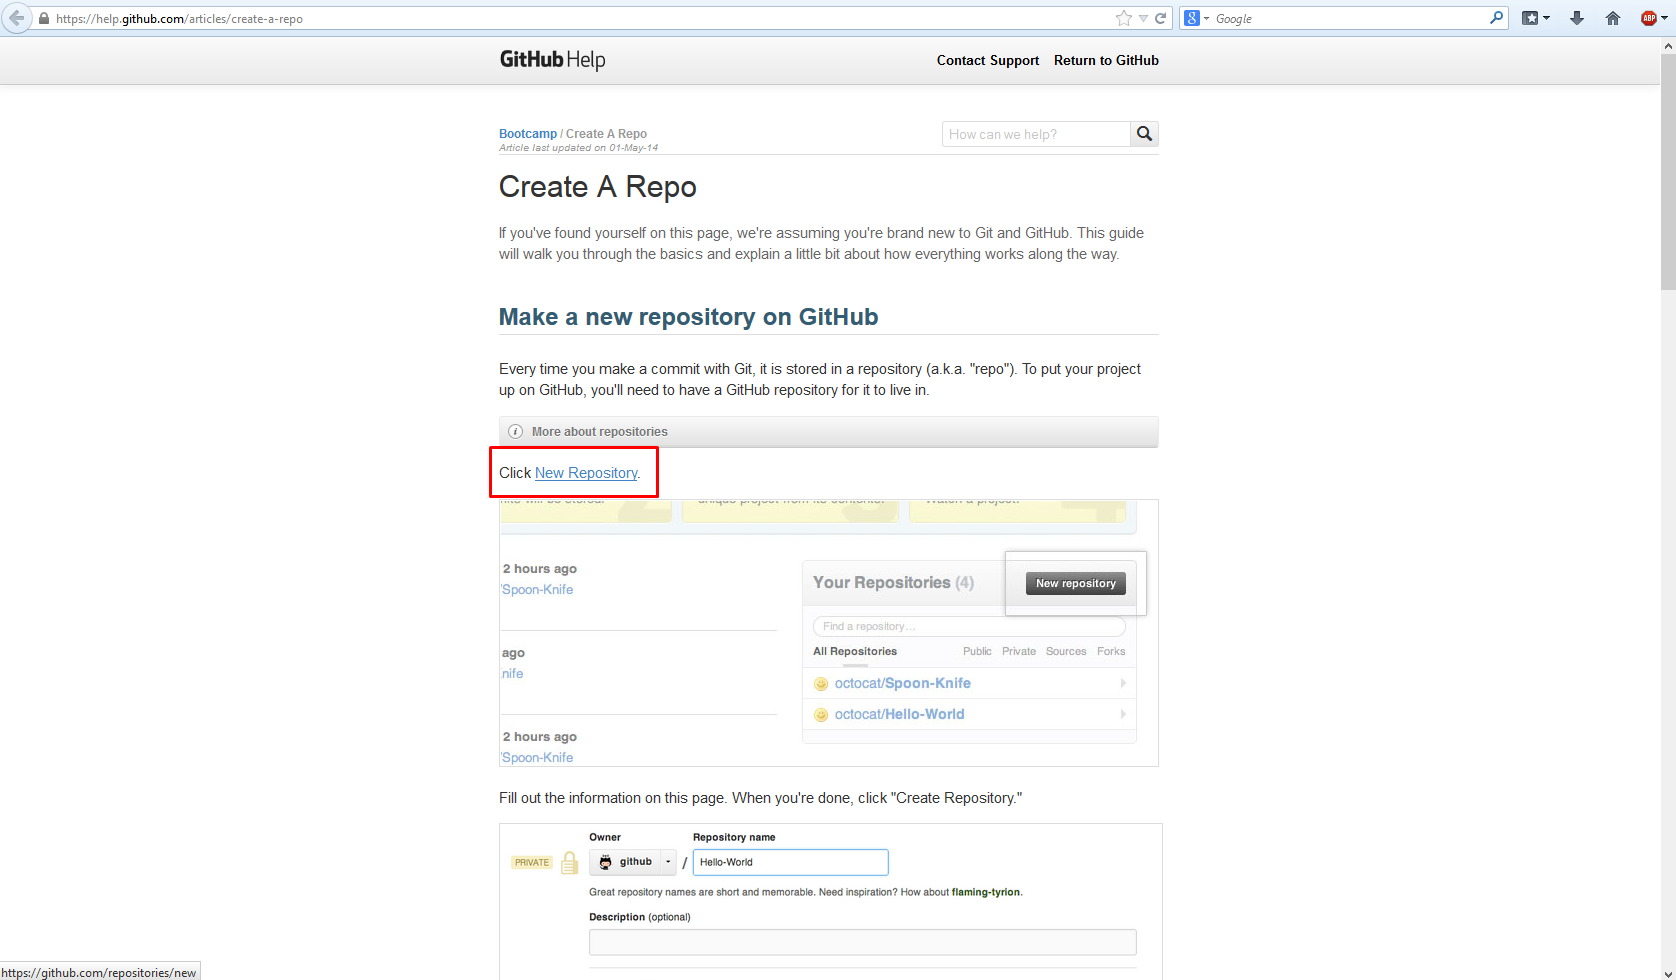 https://help.github.com/articles/create-a-repo
Google
ABP
GitHub Help
Contact Support Return to GitHub
Bootcamp / Create A Repo
Article last updated on 01-May-14
How can we help?
Create A Repo
If you've found yourself on this page, we're assuming you're brand new to Git and GitHub. This guide
will walk you through the basics and explain a little bit about how everything works along the way.
Make a new repository on GitHub
Every time you make a commit with Git, it is stored in a repository (a.k.a. "repo"). To put your project
up on GitHub, you'll need to have a GitHub repository for it to live in.
More about repositories
Click New Repository.
unique project from its contents.
Watch a project.
2 hours ago
/Spoon-Knife
ago
nife
2 hours ago
/Spoon-Knife
Your Repositories (4)
New repository
Find a repository...
All Repositories Public Private Sources Forks
octocat/Spoon-Knife
octocat/Hello-World
Fill out the information on this page. When you're done, click "Create Repository."
Owner Repository name
PRIVATE github / Hello-World
Great repository names are short and memorable. Need inspiration? How about flaming-tyrion.
Description (optional)
https://github.com/repositories/new